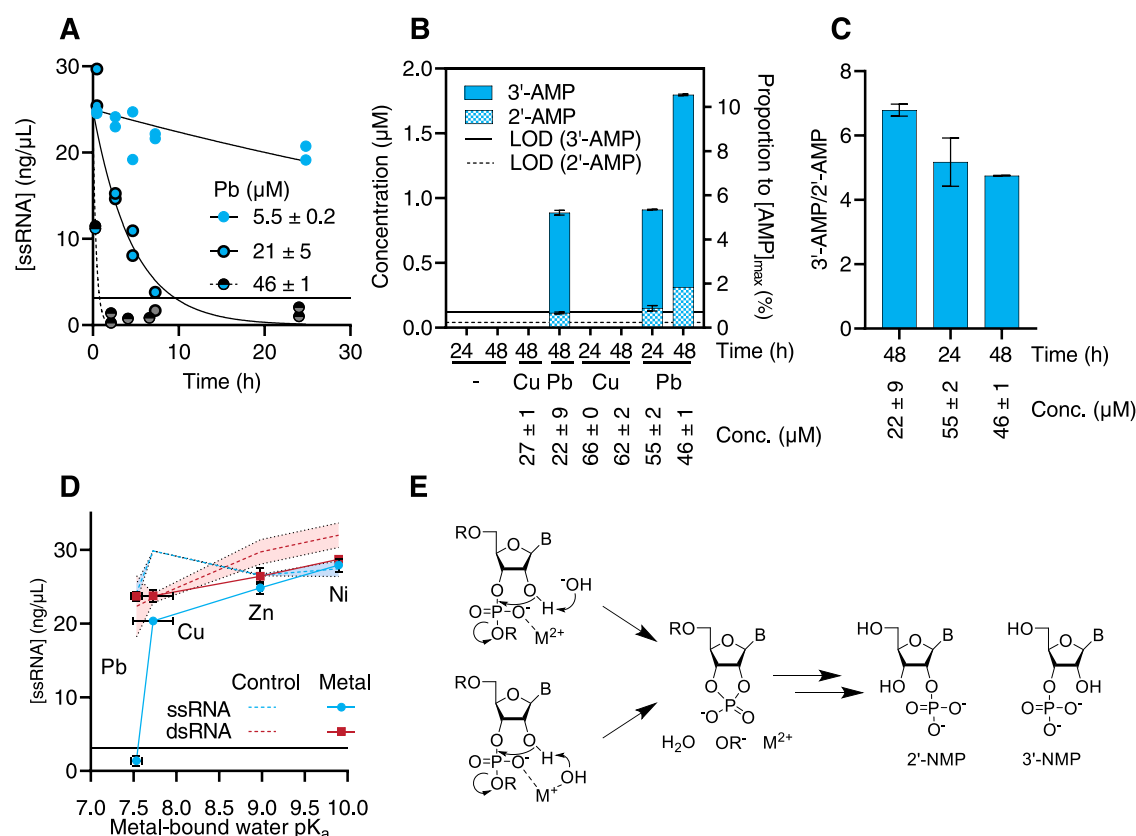 A
30
20
10
0
[ssRNA] (ng/µL)
Pb (µM)
5.5 ± 0.2
21 ± 5
46 ± 1
0 10 20 30
Time (h)
B
2.0
1.5
1.0
0.5
0.0
Concentration (µM)
3'-AMP
2'-AMP
LOD (3'-AMP)
LOD (2'-AMP)
10
8
6
4
2
0
Proportion to [AMP]max (%)
24 48 48 48 24 48 24 48 Time (h)
- Cu Pb Cu Pb
27 ± 1 22 ± 9 66 ± 0 62 ± 2 55 ± 2 46 ± 1 Conc. (µM)
C
8
6
4
2
0
3'-AMP/2'-AMP
48 24 48 Time (h)
22 ± 9 55 ± 2 46 ± 1 Conc. (µM)
D
30
20
10
0
[ssRNA] (ng/µL)
Pb
Cu
Zn
Ni
Control Metal
ssRNA
dsRNA
7.0 7.5 8.0 8.5 9.0 9.5 10.0
Metal-bound water pKa
E
RO O B
O O H ⁻OH
O=P-O⁻
OR M²⁺
RO O B
O O H
O=P-O⁻ OH
OR M⁺
RO O B
O O
P
⁻O O
H₂O OR⁻ M²⁺
HO O B
HO O
O=P-O⁻
O⁻
2'-NMP
HO O B
O OH
O=P-O⁻
O⁻
3'-NMP